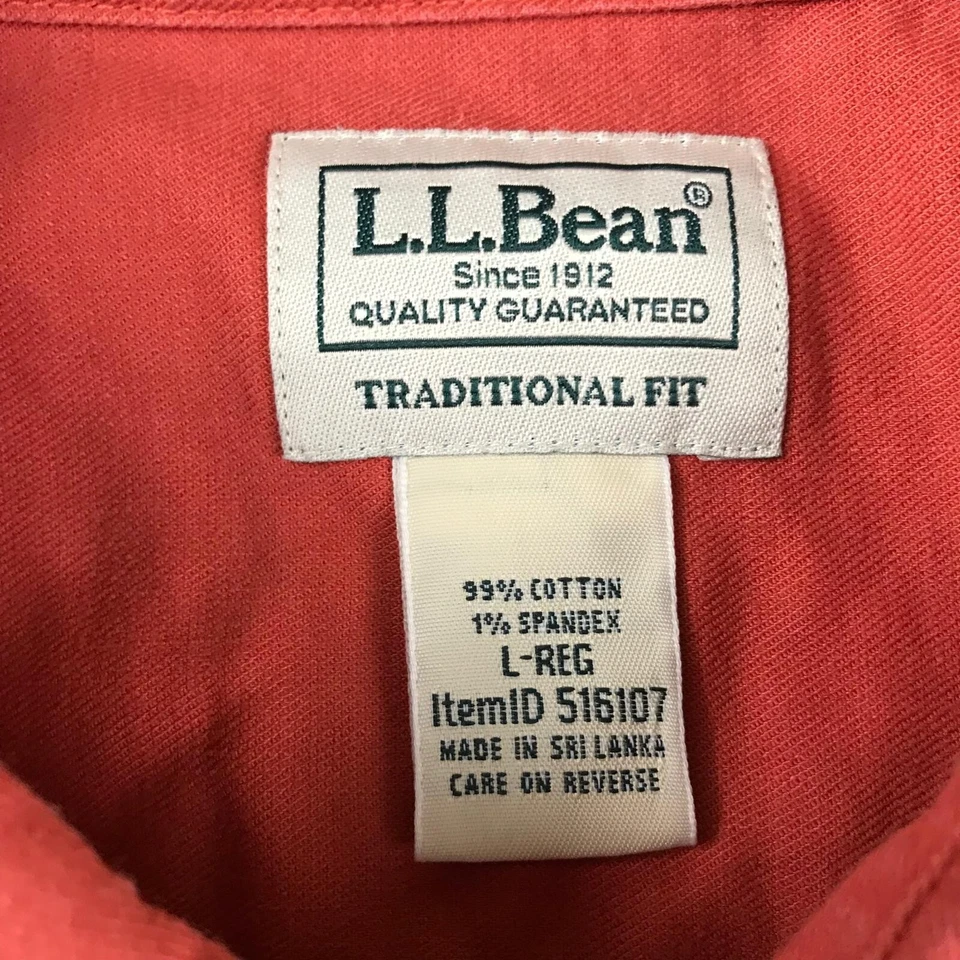 L.L.Bean®
Since 1912
QUALITY GUARANTEED
TRADITIONAL FIT
99% COTTON
1% SPANDEX
L-REG
ItemID 516107
MADE IN SRI LANKA
CARE ON REVERSE